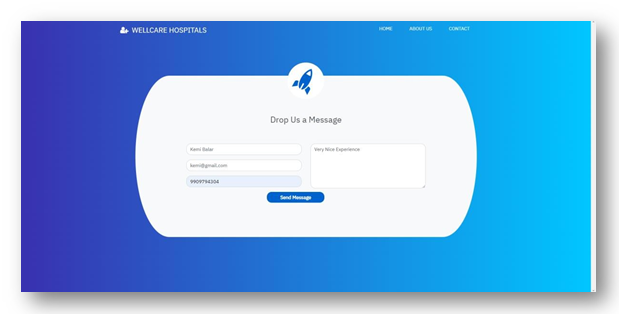 WELLCARE HOSPITALS
HOME ABOUT US CONTACT
Drop Us a Message
Kemi Balar
kemi@gmail.com
9909794204
Very Nice Experience
Send Message